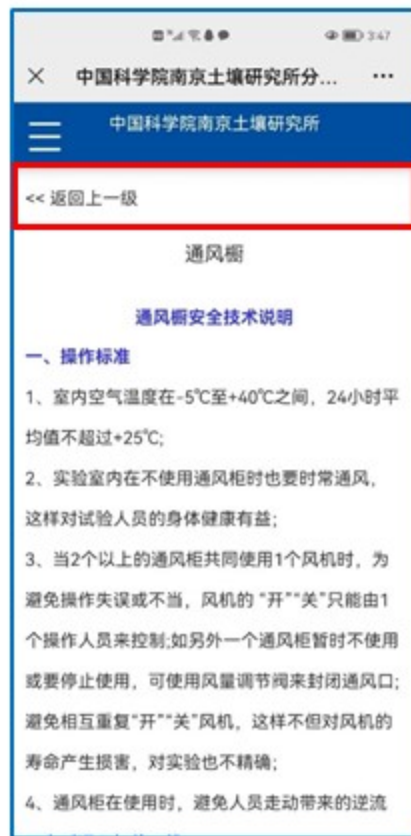 3:47
中国科学院南京土壤研究所分...
中国科学院南京土壤研究所
<< 返回上一级
通风橱
通风橱安全技术说明
一、操作标准
1、室内空气温度在-5℃至+40℃之间，24小时平
均值不超过+25℃;
2、实验室内在不使用通风柜时也要时常通风，
这样对试验人员的身体健康有益;
3、当2个以上的通风柜共同使用1个风机时，为
避免操作失误或不当，风机的 “开”“关”只能由1
个操作人员来控制;如另外一个通风柜暂时不使用
或要停止使用，可使用风量调节阀来封闭通风口;
避免相互重复“开”“关”风机，这样不但对风机的
寿命产生损害，对实验也不精确;
4、通风柜在使用时，避免人员走动带来的逆流